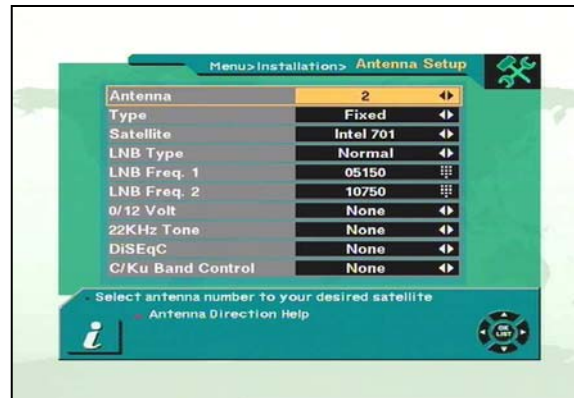 Menu>Installation> Antenna Setup
Antenna 2
Type Fixed
Satellite Intel 701
LNB Type Normal
LNB Freq. 1 05150
LNB Freq. 2 10750
0/12 Volt None
22KHz Tone None
DiSEqC None
C/Ku Band Control None
Select antenna number to your desired satellite
Antenna Direction Help
i
OK
LIST